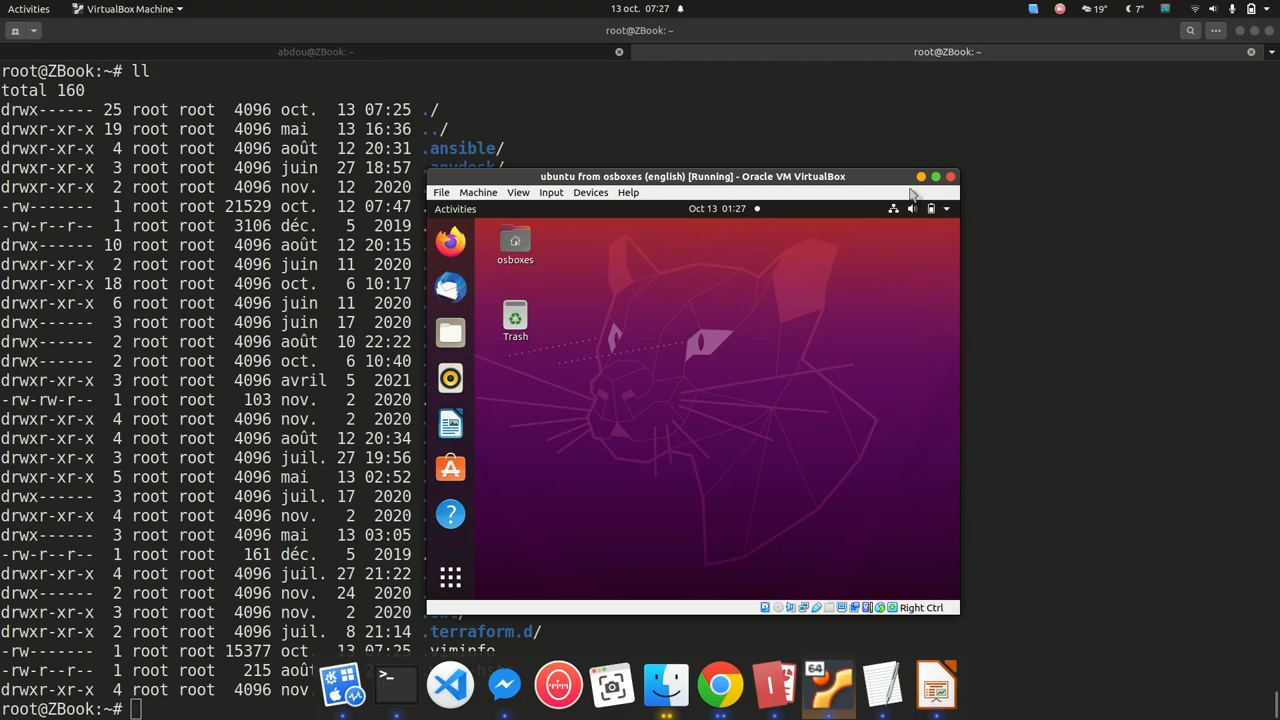 Activities VirtualBox Machine 13 oct. 07:27 19° 7 °
root@ZBook:~
abdou@ZBook: ~ root@ZBook: ~
root@ZBook:~# ll
total 160
drwx------ 25 root root 4096 oct. 13 07:25 ./
drwxr-xr-x 19 root root 4096 mai 13 16:36 ../
drwxr-xr-x 4 root root 4096 août 12 20:31 .ansible/
drwxr-xr-x 3 root root 4096 juin 27 18:57 .anydesk/
drwxr-xr-x 2 root root 4096 nov. 12 2020
-rw------- 1 root root 21529 oct. 12 07:47
-rw-r--r-- 1 root root 3106 déc. 5 2019
drwx------ 10 root root 4096 août 12 20:15
drwxr-xr-x 2 root root 4096 juin 11 2020
drwxr-xr-x 18 root root 4096 oct. 6 10:17
drwxr-xr-x 6 root root 4096 juin 11 2020
drwx------ 3 root root 4096 juin 17 2020
drwx------ 2 root root 4096 août 10 22:22
drwx------ 2 root root 4096 oct. 6 10:40
drwxr-xr-x 3 root root 4096 avril 5 2021
-rw-rw-r-- 1 root root 103 nov. 2 2020
drwxr-xr-x 4 root root 4096 nov. 2 2020
drwxr-xr-x 4 root root 4096 août 12 20:34
drwxr-xr-x 3 root root 4096 juil. 27 19:56
drwxr-xr-x 5 root root 4096 mai 13 02:52
drwx------ 3 root root 4096 juil. 17 2020
drwxr-xr-x 4 root root 4096 nov. 2 2020
drwx------ 3 root root 4096 mai 13 03:05
-rw-r--r-- 1 root root 161 déc. 5 2019
drwxr-xr-x 4 root root 4096 juil. 27 21:22
drwx------ 2 root root 4096 nov. 24 2020
drwxr-xr-x 3 root root 4096 nov. 2 2020
drwxr-xr-x 2 root root 4096 juil. 8 21:14 .terraform.d/
-rw------- 1 root root 15377 oct. 13 07:25 .viminfo
-rw-r--r-- 1 root root 215
drwxr-xr-x 4 root root 4096 nov.
root@ZBook:~#
ubuntu from osboxes (english) [Running] - Oracle VM VirtualBox
File Machine View Input Devices Help
Activities Oct 13 01:27
osboxes
Trash
Right Ctrl
64